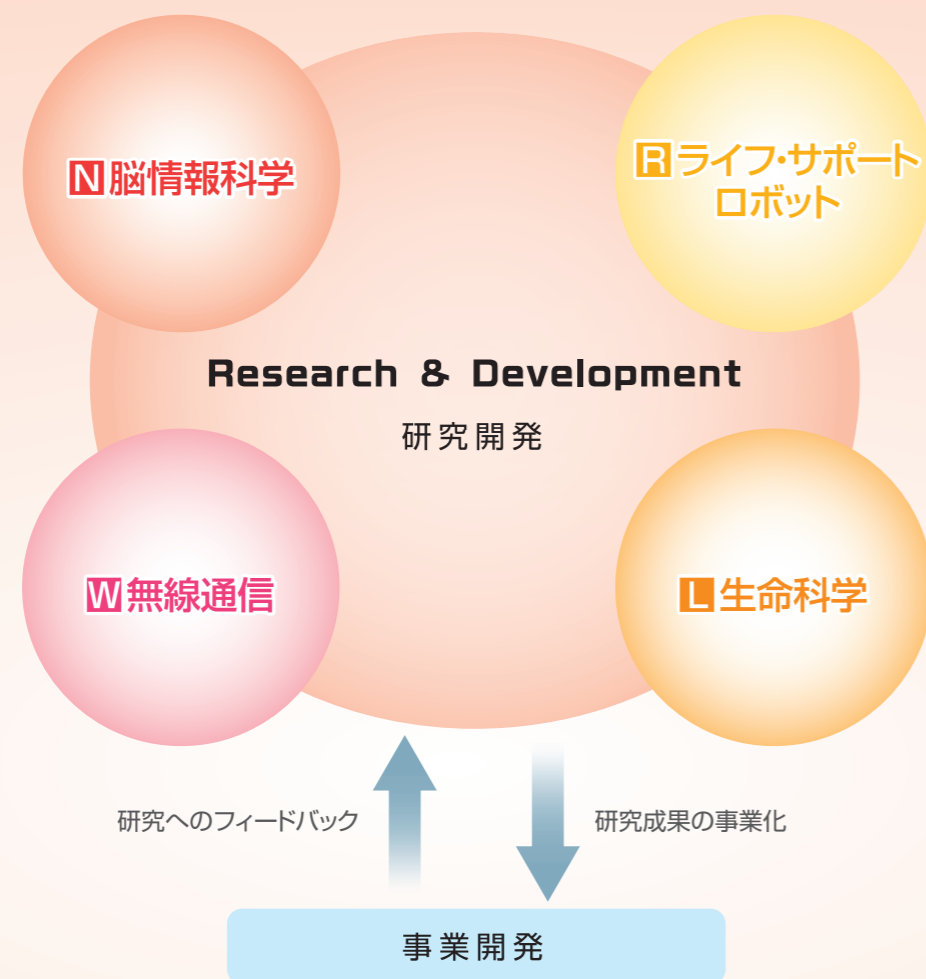 N脳情報科学
Rライフ・サポート
ロボット
Research & Development
研究開発
W無線通信
L生命科学
研究へのフィードバック
研究成果の事業化
事業開発